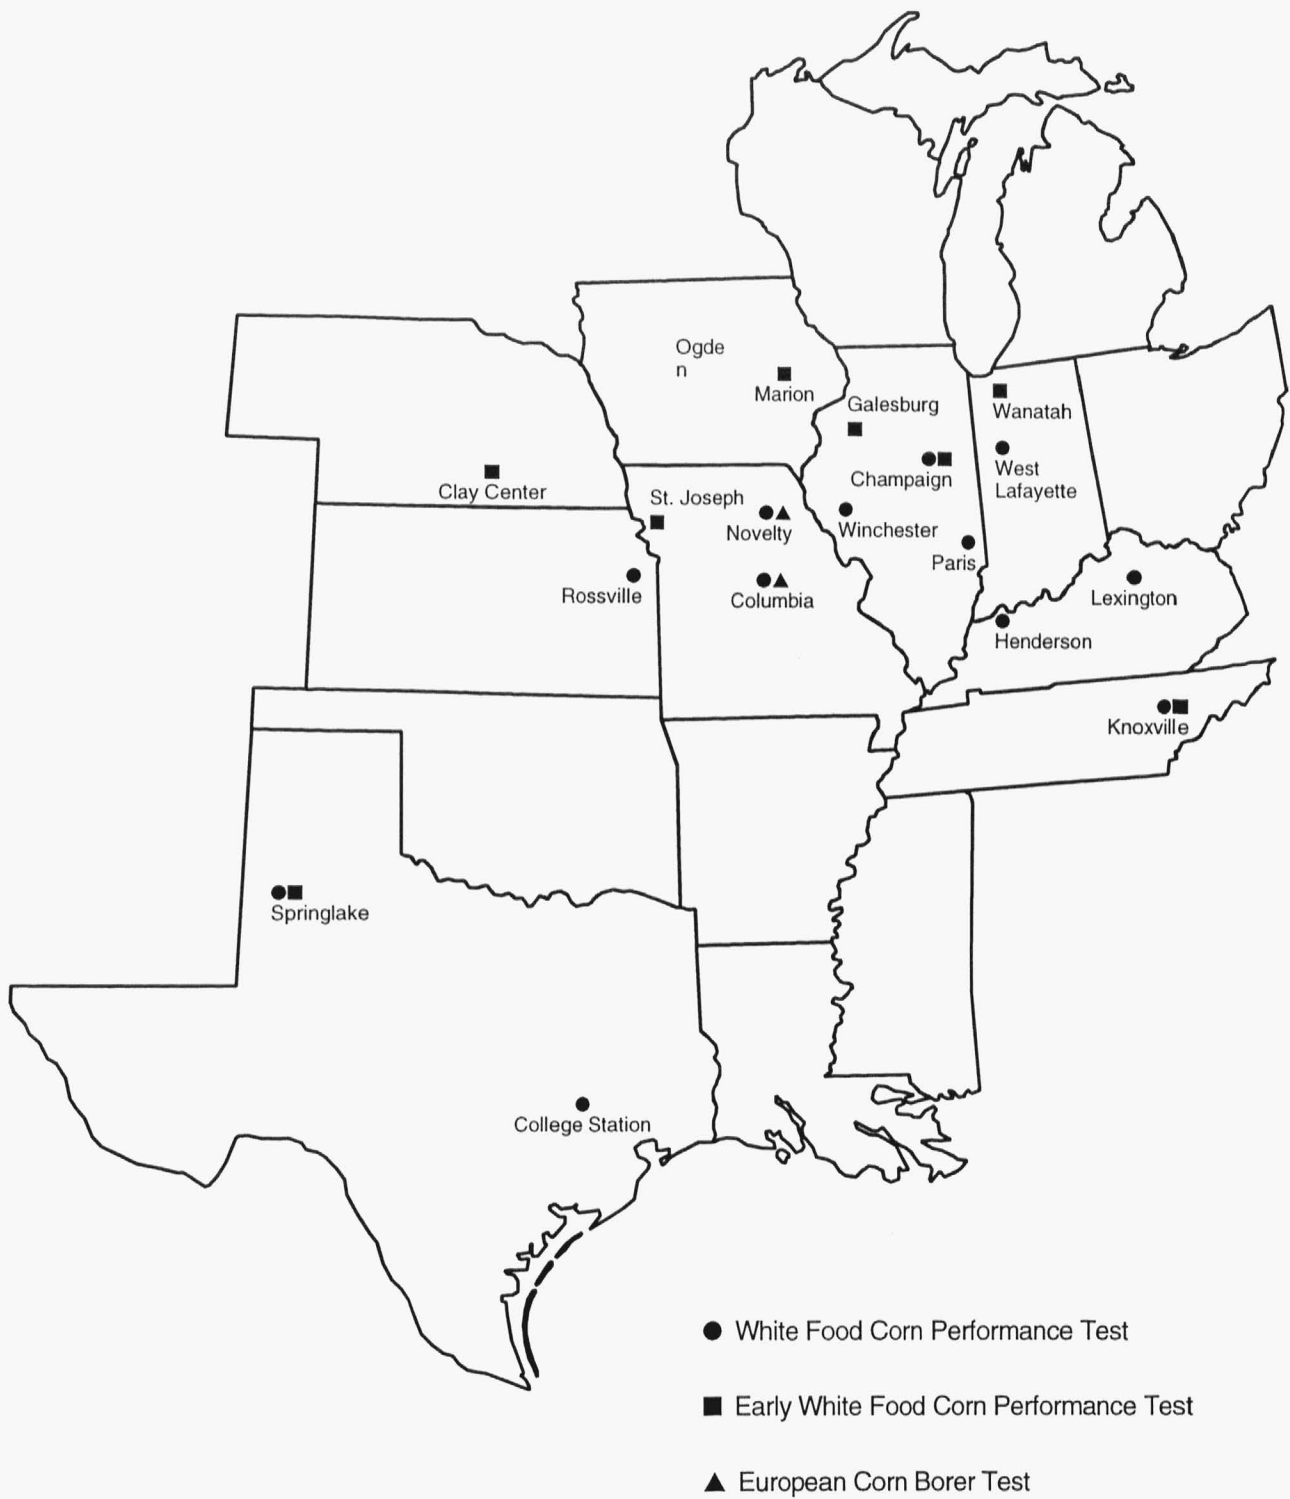 Ogde
n
Marion
Galesburg
Wanatah
Champaign
West
Lafayette
Clay Center
St. Joseph
Novelty
Winchester
Paris
Rossville
Columbia
Lexington
Henderson
Knoxville
Springlake
College Station
White Food Corn Performance Test
Early White Food Corn Performance Test
European Corn Borer Test